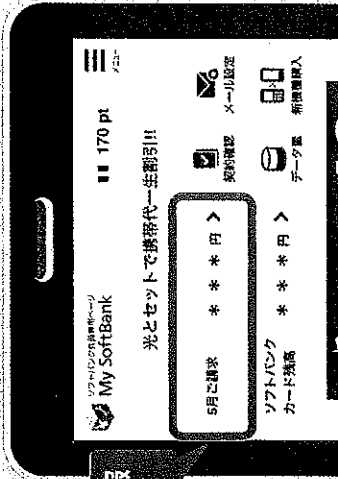 ソフトバンク会員専用ページ
My SoftBank
170 pt
メニュー
光とセットで携帯代一生割引!!
5月ご請求 ＊＊＊円 >
ソフトバンク
カード残高 ＊＊＊円 >
契約確認
メール設定
データ量
新機種購入